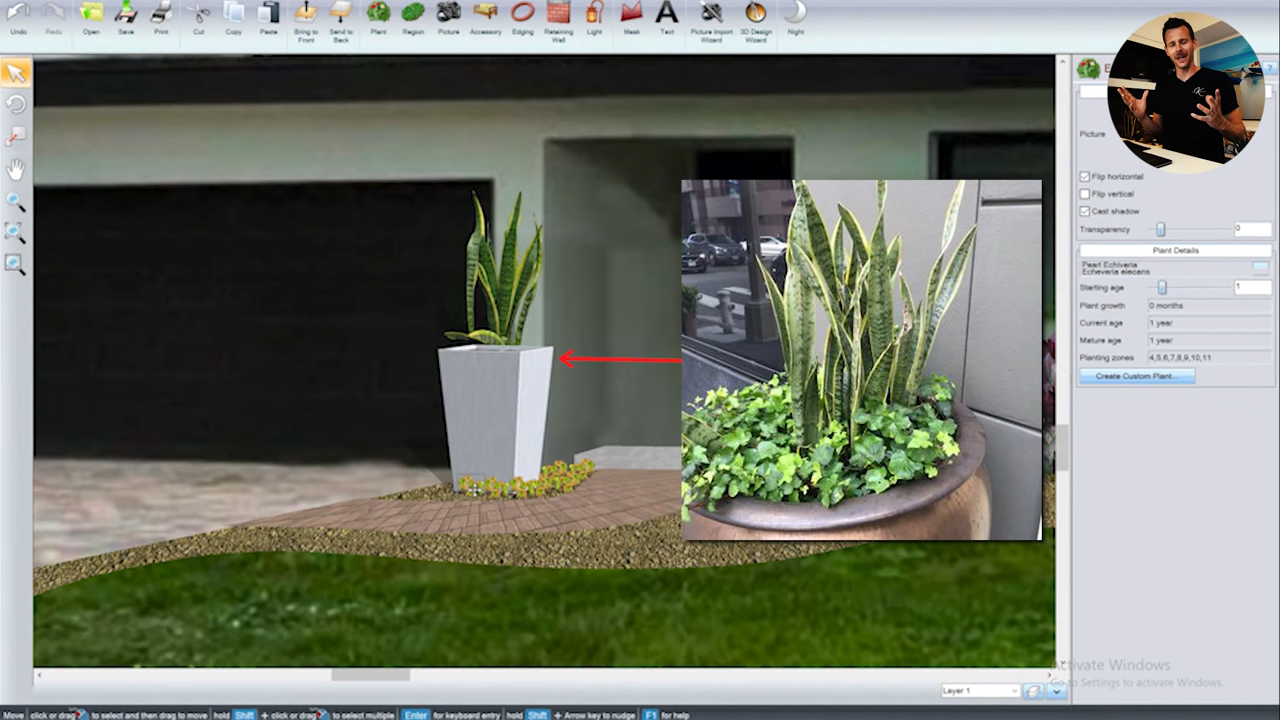 Undo Redo Open Save Print Cut Copy Paste Bring to Front Send to Back Plant Region Picture Accessory Edging Retaining Wall Light Mask Text Picture Import Wizard 3D Design Wizard Night
?
Picture
Flip horizontal
Flip vertical
Cast shadow
Transparency 0
Plant Details
Pearl Echiveria
Echeveria elegans
Starting age 1
Plant growth 0 months
Current age 1 year
Mature age 1 year
Planting zones 4,5,6,7,8,9,10,11
Create Custom Plant...
Activate Windows
Go to Settings to activate Windows.
Layer 1
Move click or drag to select and then drag to move hold Shift + click or drag to select multiple Enter for keyboard entry hold Shift + Arrow key to nudge F1 for help